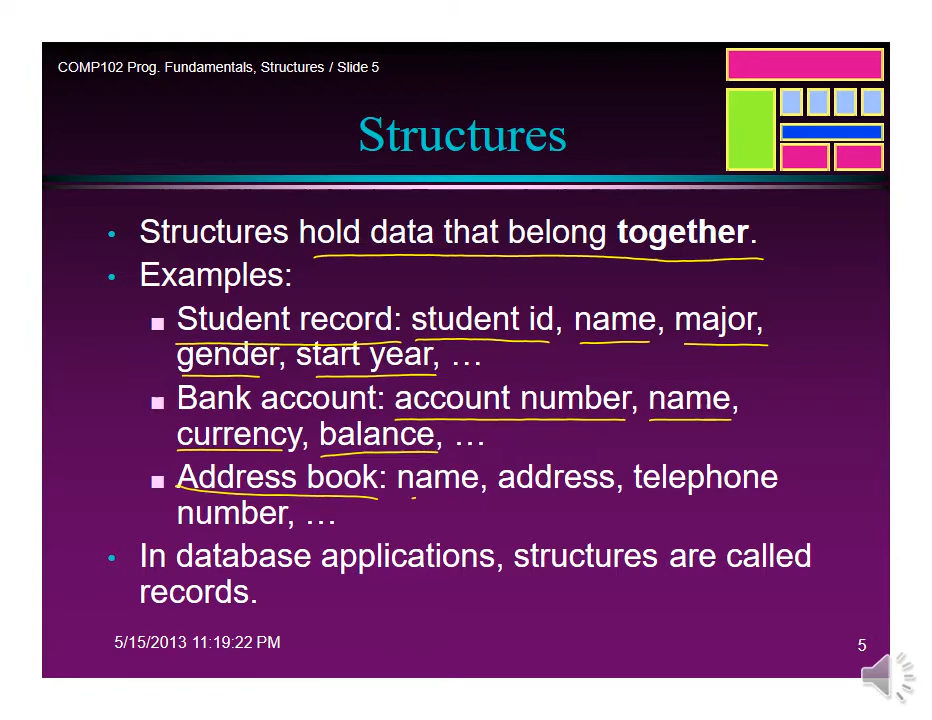 COMP102 Prog. Fundamentals, Structures / Slide 5
Structures
• Structures hold data that belong together.
• Examples:
■ Student record: student id, name, major,
gender, start year, …
■ Bank account: account number, name,
currency, balance, …
■ Address book: name, address, telephone
number, …
• In database applications, structures are called
records.
5/15/2013 11:19:22 PM
5